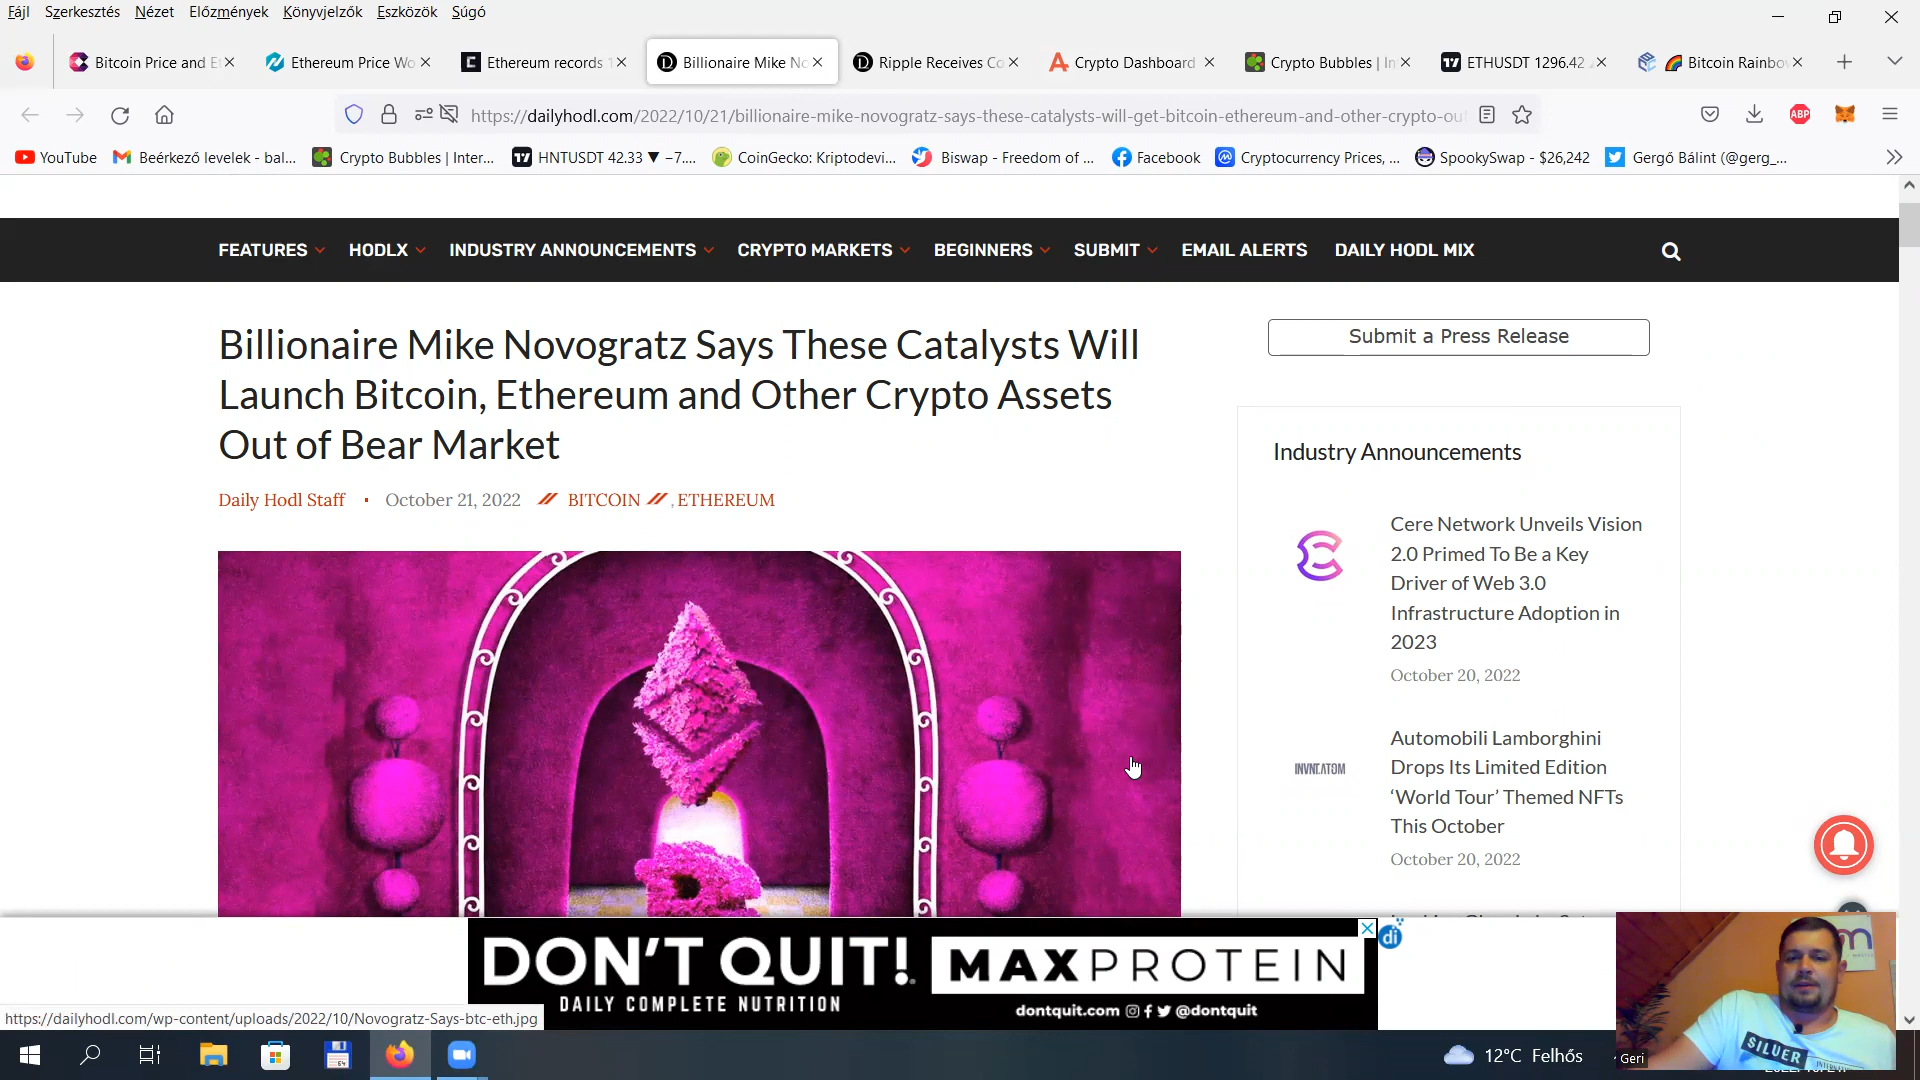 Fájl Szerkesztés Nézet Előzmények Könyvjelzők Eszközök Súgó
Bitcoin Price and Et
Ethereum Price Wo
Ethereum records 1
Billionaire Mike No
Ripple Receives Co
Crypto Dashboard
Crypto Bubbles | In
ETHUSDT 1296.42
Bitcoin Rainbo
https://dailyhodl.com/2022/10/21/billionaire-mike-novogratz-says-these-catalysts-will-get-bitcoin-ethereum-and-other-crypto-ou
ABP
YouTube
Beérkező levelek - bal...
Crypto Bubbles | Inter...
HNTUSDT 42.33 ▼ −7....
CoinGecko: Kriptodevi...
Biswap - Freedom of ...
Facebook
Cryptocurrency Prices, ...
SpookySwap - $26,242
Gergő Bálint (@gerg_...
FEATURES HODLX INDUSTRY ANNOUNCEMENTS CRYPTO MARKETS BEGINNERS SUBMIT EMAIL ALERTS DAILY HODL MIX
Billionaire Mike Novogratz Says These Catalysts Will
Launch Bitcoin, Ethereum and Other Crypto Assets
Out of Bear Market
Daily Hodl Staff • October 21, 2022 BITCOIN , ETHEREUM
Submit a Press Release
Industry Announcements
Cere Network Unveils Vision
2.0 Primed To Be a Key
Driver of Web 3.0
Infrastructure Adoption in
2023
October 20, 2022
INVNT.ATOM
Automobili Lamborghini
Drops Its Limited Edition
‘World Tour’ Themed NFTs
This October
October 20, 2022
DON'T QUIT!
DAILY COMPLETE NUTRITION
MAXPROTEIN
dontquit.com @dontquit
di
https://dailyhodl.com/wp-content/uploads/2022/10/Novogratz-Says-btc-eth.jpg
64
12°C Felhős
Geri
SILUER